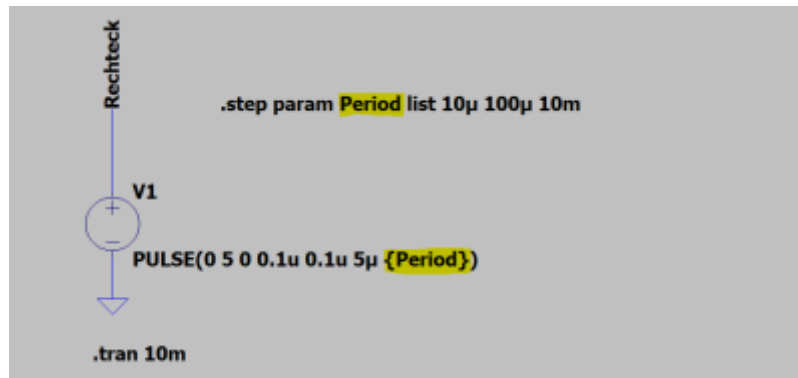 Rechteck
.step param Period list 10µ 100µ 10m
V1
PULSE(0 5 0 0.1u 0.1u 5µ {Period})
.tran 10m